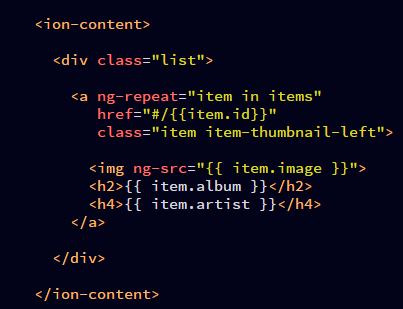 <ion-content>
<div class="list">
<a ng-repeat="item in items"
href="#/{{item.id}}"
class="item item-thumbnail-left">
<img ng-src="{{ item.image }}">
<h2>{{ item.album }}</h2>
<h4>{{ item.artist }}</h4>
</a>
</div>
</ion-content>